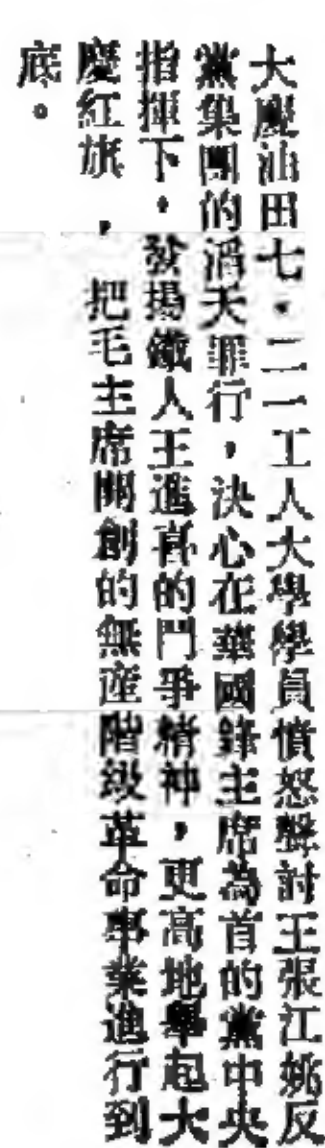 大慶油田七·二一工人大學學員憤怒聲討王張江姚反
黨集團的滔天罪行，決心在華國鋒主席為首的黨中央
指揮下，發揚鐵人王進喜的鬥爭精神，更高地舉起大
慶紅旗，把毛主席開創的無產階級革命事業進行到
底。